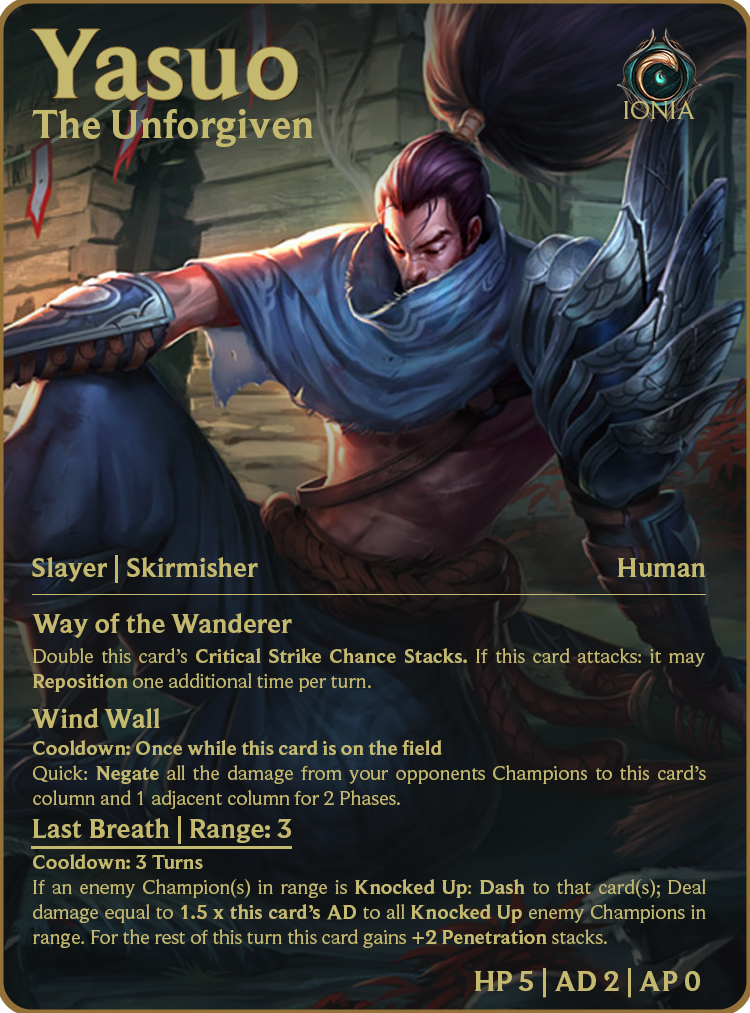 Yasuo
The Unforgiven
IONIA
Slayer | Skirmisher
Human
Way of the Wanderer
Double this card's Critical Strike Chance Stacks. If this card attacks: it may
Reposition one additional time per turn.
Wind Wall
Cooldown: Once while this card is on the field
Quick: Negate all the damage from your opponents Champions to this card's
column and 1 adjacent column for 2 Phases.
Last Breath | Range: 3
Cooldown: 3 Turns
If an enemy Champion(s) in range is Knocked Up: Dash to that card(s); Deal
damage equal to 1.5 x this card's AD to all Knocked Up enemy Champions in
range. For the rest of this turn this card gains +2 Penetration stacks.
HP 5 | AD 2 | AP 0